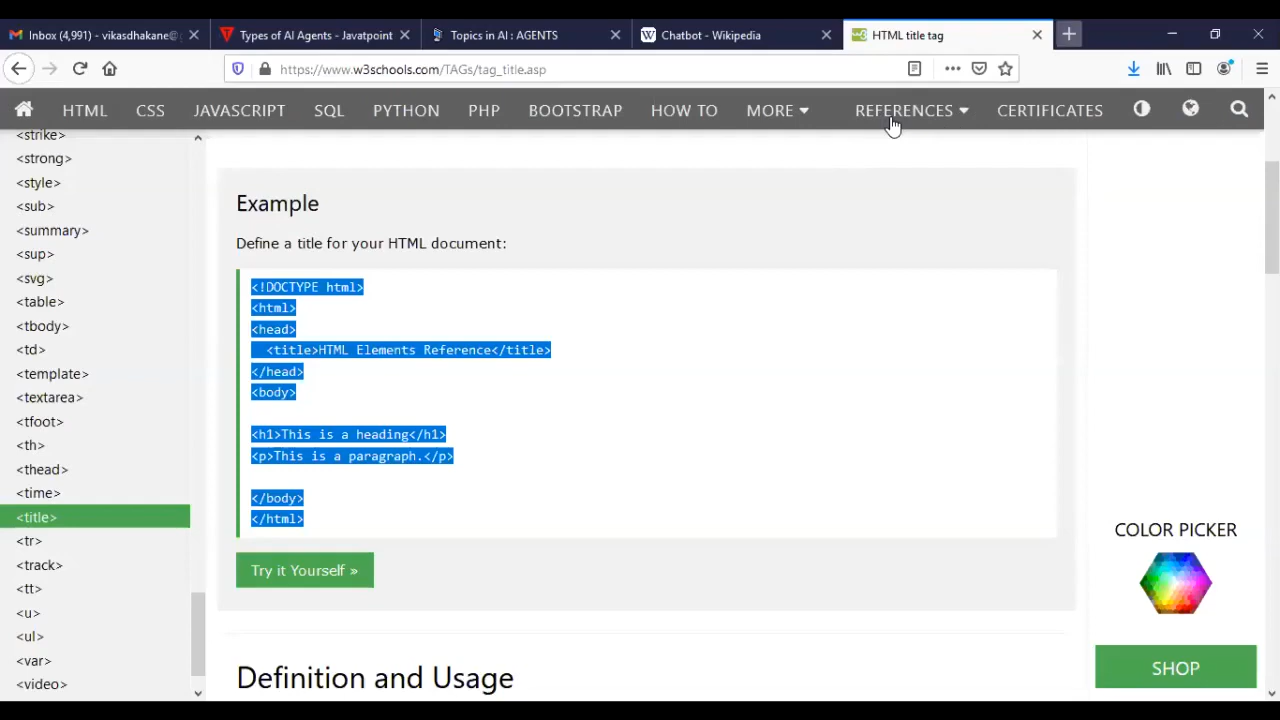 Inbox (4,991) - vikasdhakane@g
Types of AI Agents - Javatpoint
Topics in AI : AGENTS
Chatbot - Wikipedia
HTML title tag
https://www.w3schools.com/TAGs/tag_title.asp
HTML CSS JAVASCRIPT SQL PYTHON PHP BOOTSTRAP HOW TO MORE REFERENCES CERTIFICATES
<strike>
<strong>
<style>
<sub>
<summary>
<sup>
<svg>
<table>
<tbody>
<td>
<template>
<textarea>
<tfoot>
<th>
<thead>
<time>
<title>
<tr>
<track>
<tt>
<u>
<ul>
<var>
<video>
Example
Define a title for your HTML document:
<!DOCTYPE html>
<html>
<head>
  <title>HTML Elements Reference</title>
</head>
<body>
<h1>This is a heading</h1>
<p>This is a paragraph.</p>
</body>
</html>
Try it Yourself »
Definition and Usage
COLOR PICKER
SHOP